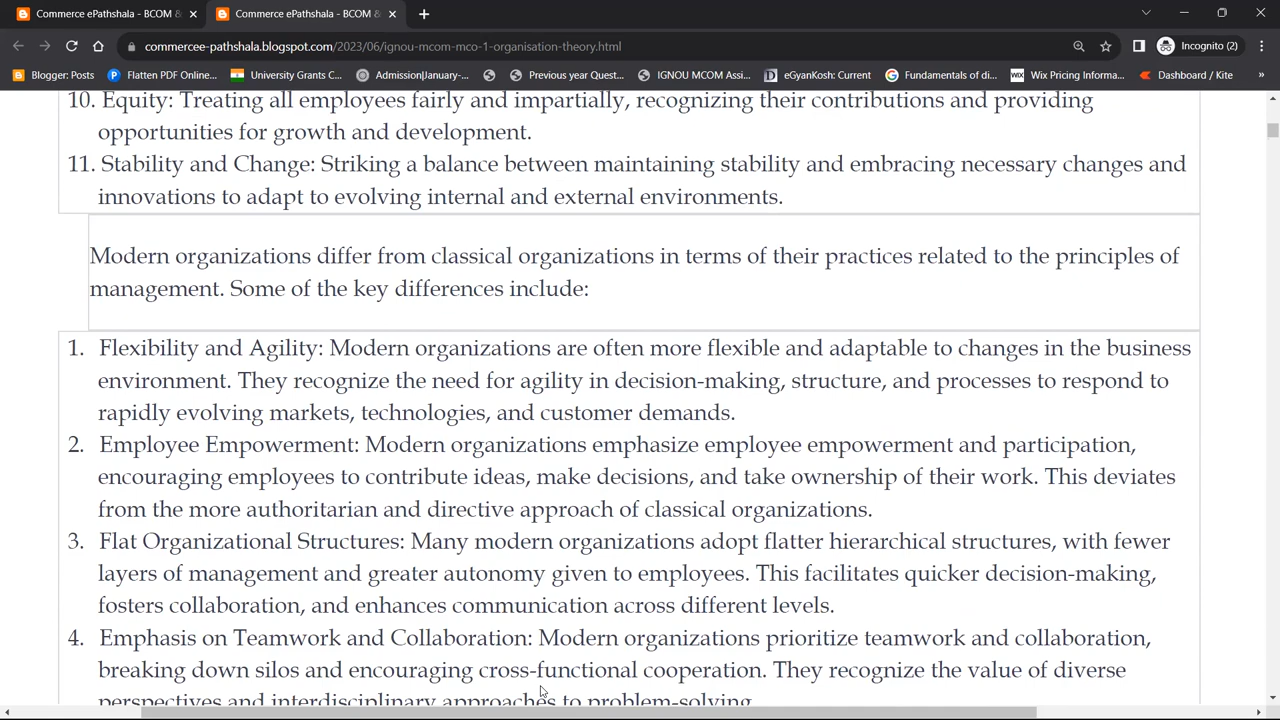 Commerce ePathshala - BCOM &
Commerce ePathshala - BCOM &
commercee-pathshala.blogspot.com/2023/06/ignou-mcom-mco-1-organisation-theory.html
Incognito (2)
Blogger: Posts
Flatten PDF Online...
University Grants C...
Admission|January-...
Previous year Quest...
IGNOU MCOM Assi...
eGyanKosh: Current
Fundamentals of di...
Wix Pricing Informa...
Dashboard / Kite
10. Equity: Treating all employees fairly and impartially, recognizing their contributions and providing
opportunities for growth and development.
11. Stability and Change: Striking a balance between maintaining stability and embracing necessary changes and
innovations to adapt to evolving internal and external environments.
Modern organizations differ from classical organizations in terms of their practices related to the principles of
management. Some of the key differences include:
1. Flexibility and Agility: Modern organizations are often more flexible and adaptable to changes in the business
environment. They recognize the need for agility in decision-making, structure, and processes to respond to
rapidly evolving markets, technologies, and customer demands.
2. Employee Empowerment: Modern organizations emphasize employee empowerment and participation,
encouraging employees to contribute ideas, make decisions, and take ownership of their work. This deviates
from the more authoritarian and directive approach of classical organizations.
3. Flat Organizational Structures: Many modern organizations adopt flatter hierarchical structures, with fewer
layers of management and greater autonomy given to employees. This facilitates quicker decision-making,
fosters collaboration, and enhances communication across different levels.
4. Emphasis on Teamwork and Collaboration: Modern organizations prioritize teamwork and collaboration,
breaking down silos and encouraging cross-functional cooperation. They recognize the value of diverse
perspectives and interdisciplinary approaches to problem-solving.